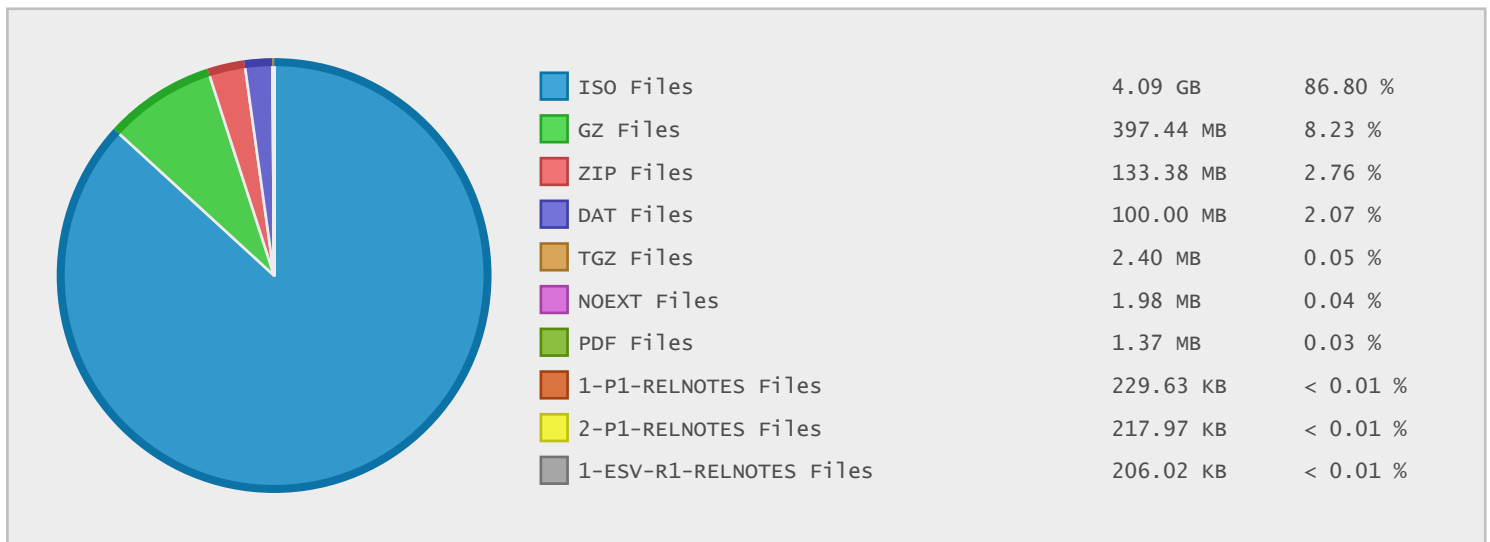 ISO Files 4.09 GB 86.80 %
GZ Files 397.44 MB 8.23 %
ZIP Files 133.38 MB 2.76 %
DAT Files 100.00 MB 2.07 %
TGZ Files 2.40 MB 0.05 %
NOEXT Files 1.98 MB 0.04 %
PDF Files 1.37 MB 0.03 %
1-P1-RELNOTES Files 229.63 KB < 0.01 %
2-P1-RELNOTES Files 217.97 KB < 0.01 %
1-ESV-R1-RELNOTES Files 206.02 KB < 0.01 %